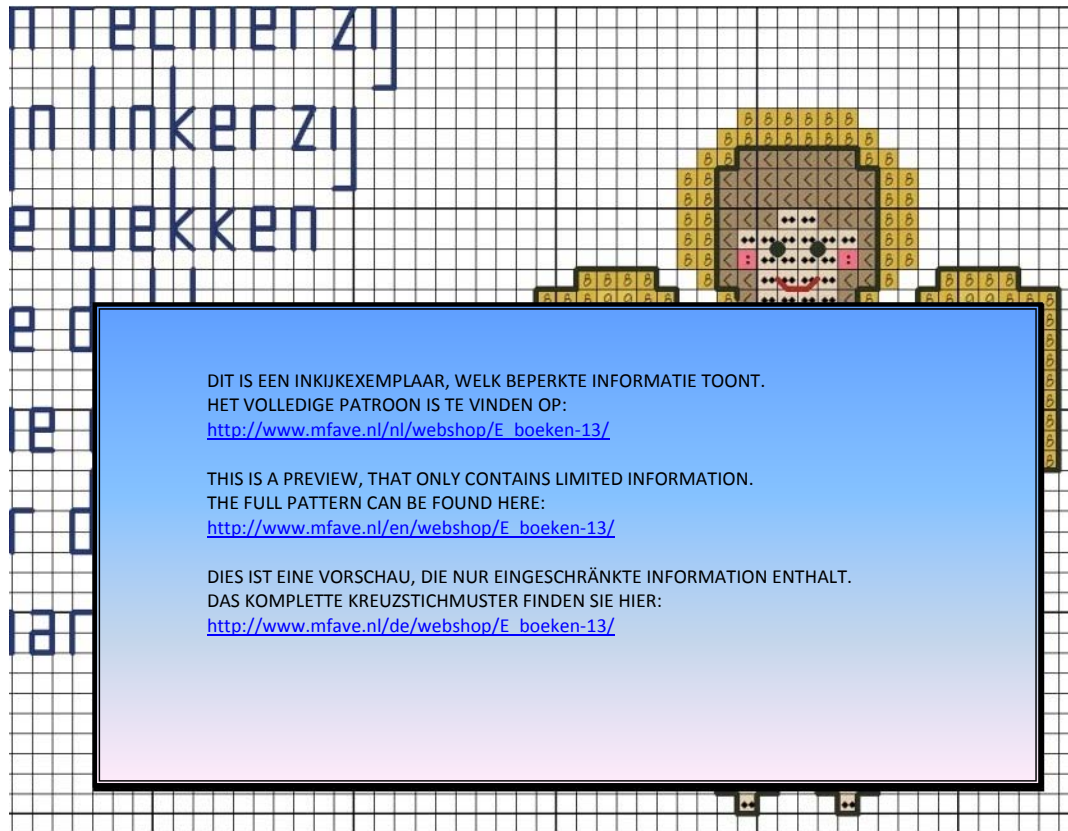 n rechterzij
jn linkerzij
e wekken
e d
ne
r d
nar
DIT IS EEN INKIJKEXEMPLAAR, WELK BEPERKTE INFORMATIE TOONT.
HET VOLLEDIGE PATROON IS TE VINDEN OP:
http://www.mfave.nl/nl/webshop/E_boeken-13/
THIS IS A PREVIEW, THAT ONLY CONTAINS LIMITED INFORMATION.
THE FULL PATTERN CAN BE FOUND HERE:
http://www.mfave.nl/en/webshop/E_boeken-13/
DIES IST EINE VORSCHAU, DIE NUR EINGESCHRÄNKTE INFORMATION ENTHALT.
DAS KOMPLETTE KREUZSTICHMUSTER FINDEN SIE HIER:
http://www.mfave.nl/de/webshop/E_boeken-13/